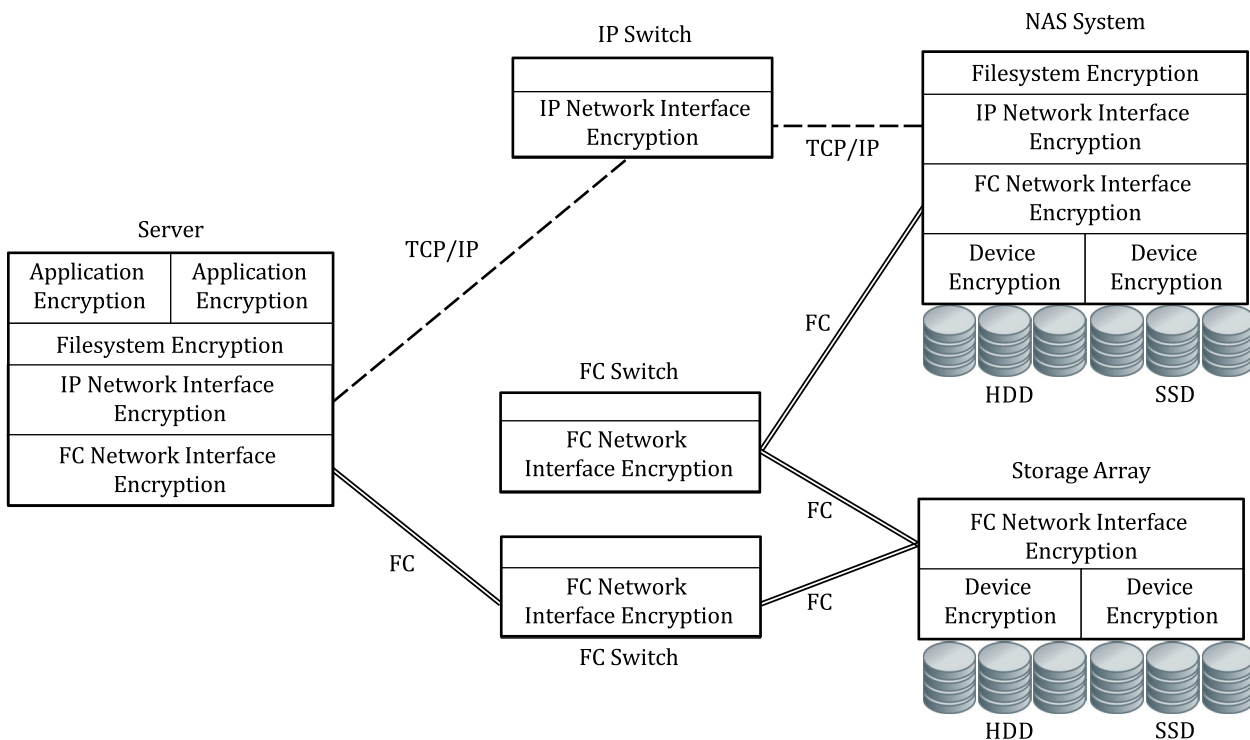 IP Switch
IP Network Interface
Encryption
NAS System
Filesystem Encryption
IP Network Interface
Encryption
FC Network Interface
Encryption
Device
Encryption
Device
Encryption
HDD
SSD
TCP/IP
TCP/IP
Server
Application
Encryption
Application
Encryption
Filesystem Encryption
IP Network Interface
Encryption
FC Network Interface
Encryption
FC
FC Switch
FC Network
Interface Encryption
FC
FC
FC Network
Interface Encryption
FC Switch
FC
Storage Array
FC Network Interface
Encryption
Device
Encryption
Device
Encryption
HDD
SSD